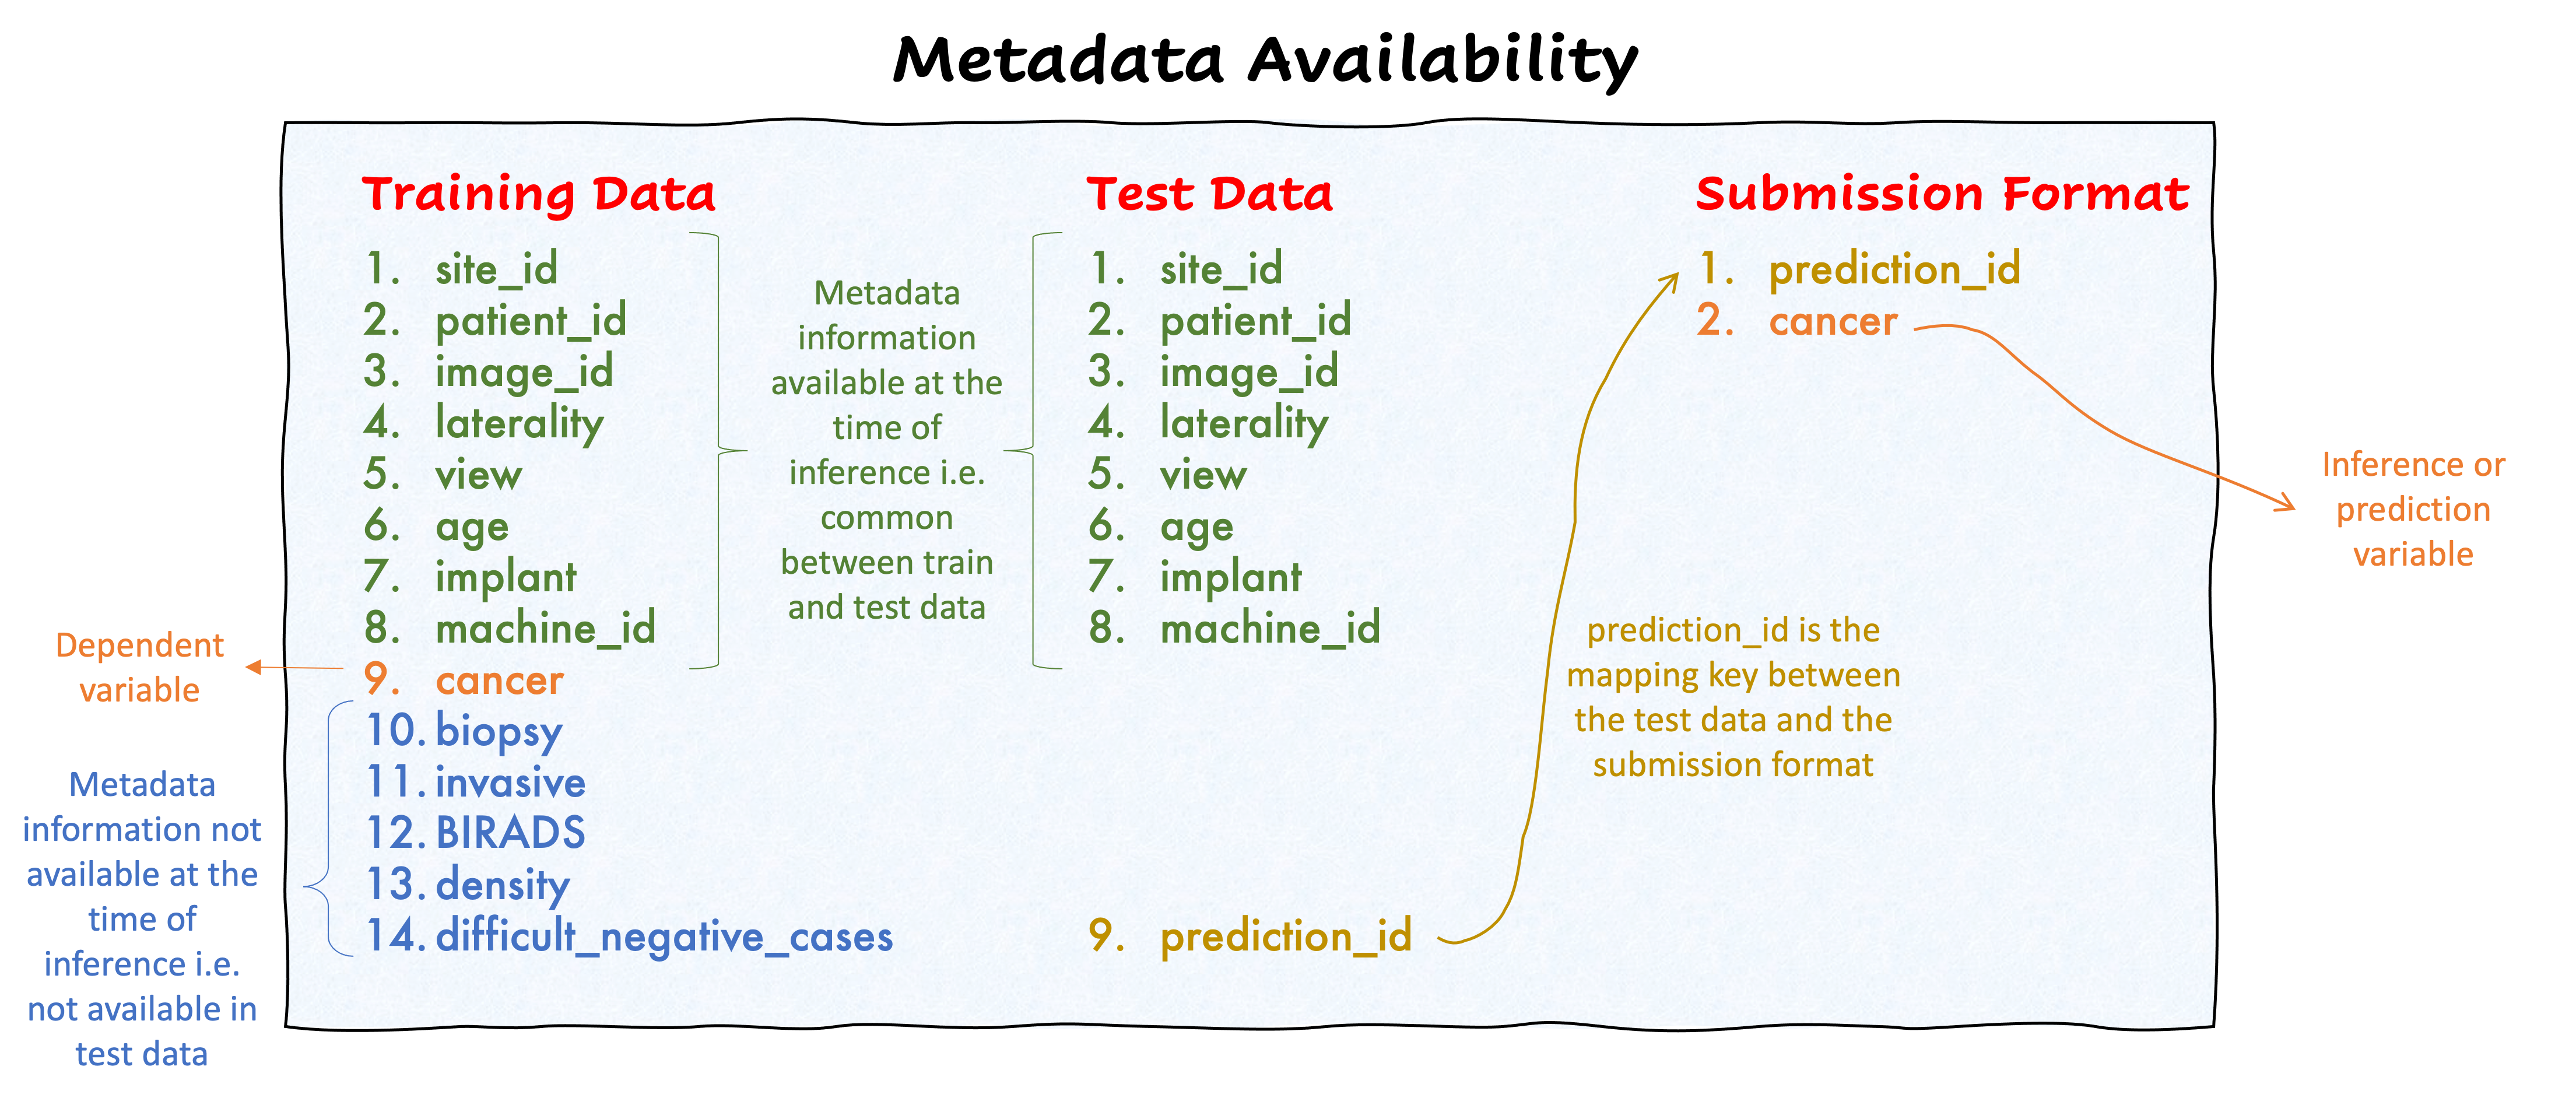 Metadata Availability
Training Data
1. site_id
2. patient_id
3. image_id
4. laterality
5. view
6. age
7. implant
8. machine_id
9. cancer
10. biopsy
11. invasive
12. BIRADS
13. density
14. difficult_negative_cases
Dependent
variable
Metadata
information not
available at the
time of
inference i.e.
not available in
test data
Metadata
information
available at the
time of
inference i.e.
common
between train
and test data
Test Data
1. site_id
2. patient_id
3. image_id
4. laterality
5. view
6. age
7. implant
8. machine_id
9. prediction_id
Submission Format
1. prediction_id
2. cancer
prediction_id is the
mapping key between
the test data and the
submission format
Inference or
prediction
variable